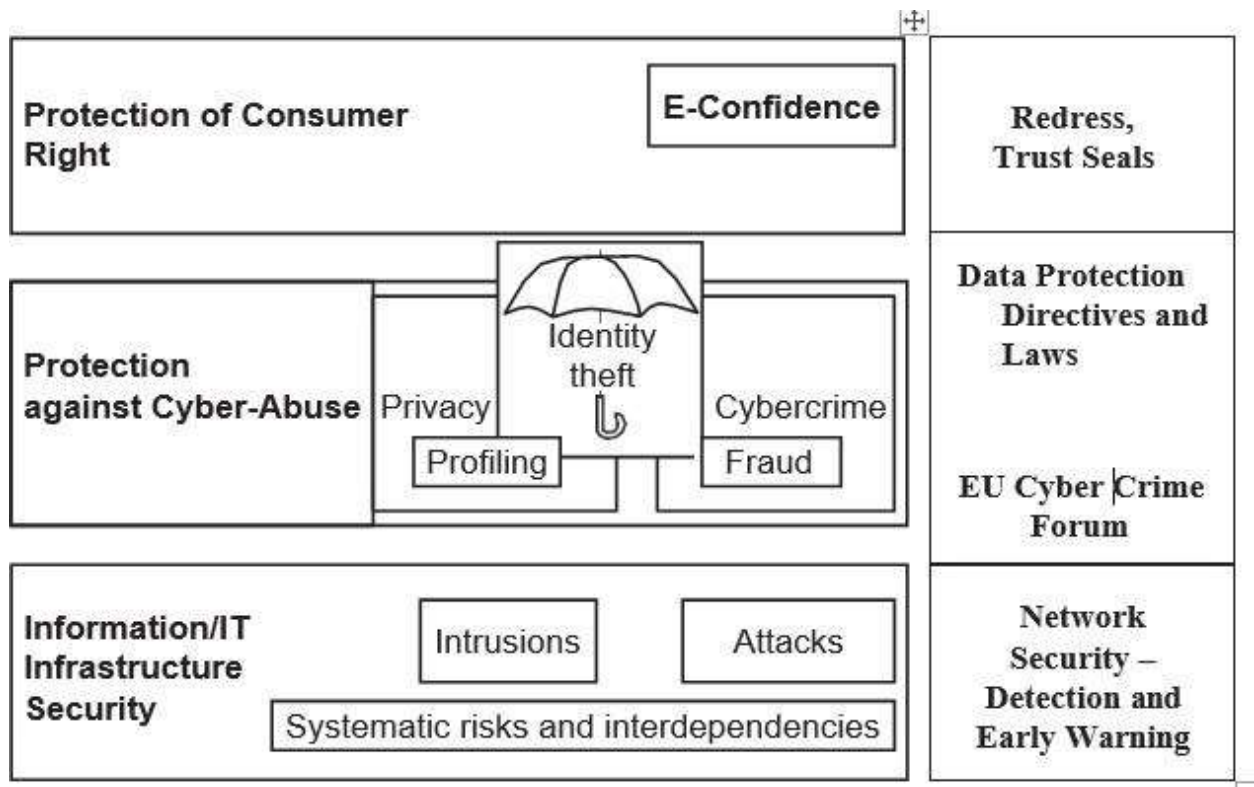 Protection of Consumer
Right
E-Confidence
Redress,
Trust Seals
Protection
against Cyber-Abuse
Privacy
Profiling
Identity
theft
Cybercrime
Fraud
Data Protection
Directives and
Laws
EU Cyber Crime
Forum
Information/IT
Infrastructure
Security
Intrusions
Attacks
Systematic risks and interdependencies
Network
Security –
Detection and
Early Warning